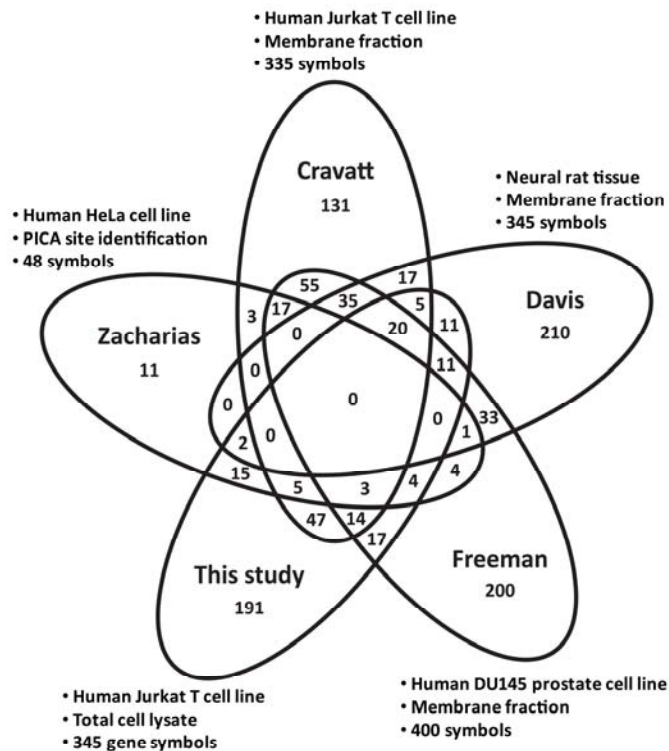 • Human Jurkat T cell line
• Membrane fraction
• 335 symbols
Cravatt
131
• Neural rat tissue
• Membrane fraction
• 345 symbols
• Human HeLa cell line
• PICA site identification
• 48 symbols
Davis
210
Zacharias
11
55
17
3
17
35
5
11
0
20
0
11
0
0
0
33
2
0
1
15
5
3
4
4
47
14
17
This study
191
Freeman
200
• Human Jurkat T cell line
• Total cell lysate
• 345 gene symbols
• Human DU145 prostate cell line
• Membrane fraction
• 400 symbols